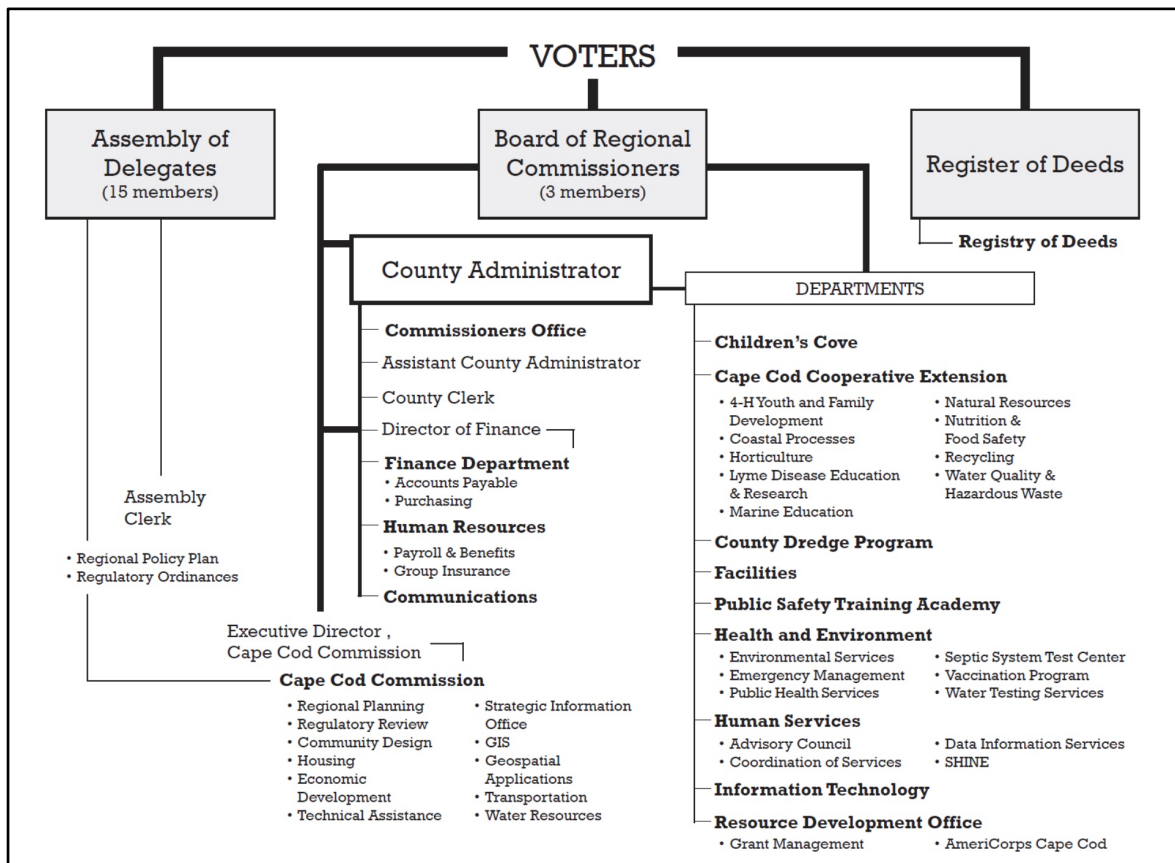 VOTERS
Assembly of
Delegates
(15 members)
Board of Regional
Commissioners
(3 members)
Register of Deeds
Registry of Deeds
County Administrator
DEPARTMENTS
Commissioners Office
Assistant County Administrator
County Clerk
Director of Finance
Finance Department
• Accounts Payable
• Purchasing
Human Resources
• Payroll & Benefits
• Group Insurance
Communications
Assembly
Clerk
• Regional Policy Plan
• Regulatory Ordinances
Executive Director ,
Cape Cod Commission
Cape Cod Commission
• Regional Planning
• Regulatory Review
• Community Design
• Housing
• Economic
Development
• Technical Assistance
• Strategic Information
Office
• GIS
• Geospatial
Applications
• Transportation
• Water Resources
Children's Cove
Cape Cod Cooperative Extension
• 4-H Youth and Family
Development
• Coastal Processes
• Horticulture
• Lyme Disease Education
& Research
• Marine Education
• Natural Resources
• Nutrition &
Food Safety
• Recycling
• Water Quality &
Hazardous Waste
County Dredge Program
Facilities
Public Safety Training Academy
Health and Environment
• Environmental Services
• Emergency Management
• Public Health Services
• Septic System Test Center
• Vaccination Program
• Water Testing Services
Human Services
• Advisory Council
• Coordination of Services
• Data Information Services
• SHINE
Information Technology
Resource Development Office
• Grant Management
• AmeriCorps Cape Cod